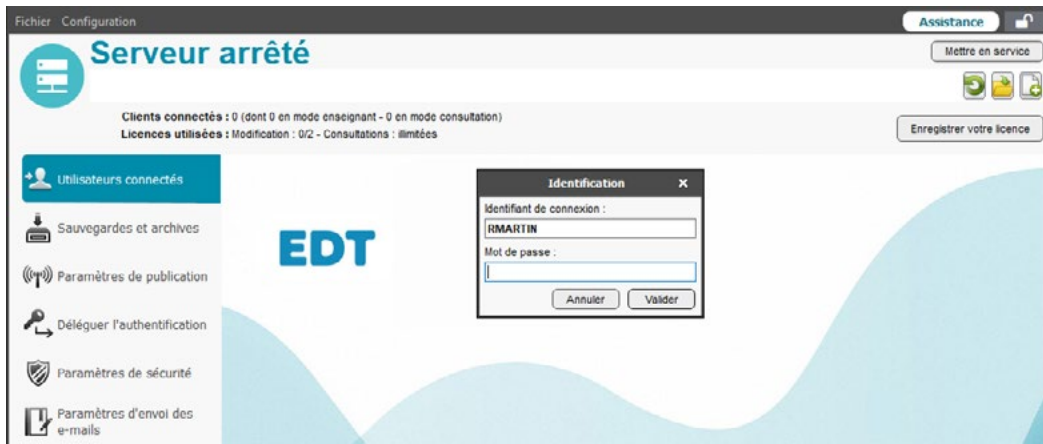 Fichier Configuration
Assistance
Serveur arrêté
Mettre en service
Clients connectés : 0 (dont 0 en mode enseignant - 0 en mode consultation)
Licences utilisées : Modification : 0/2 - Consultations : illimitées
Enregistrer votre licence
Utilisateurs connectés
Sauvegardes et archives
Paramètres de publication
Déléguer l'authentification
Paramètres de sécurité
Paramètres d'envoi des
e-mails
EDT
Identification
Identifiant de connexion :
RMARTIN
Mot de passe :
Annuler Valider